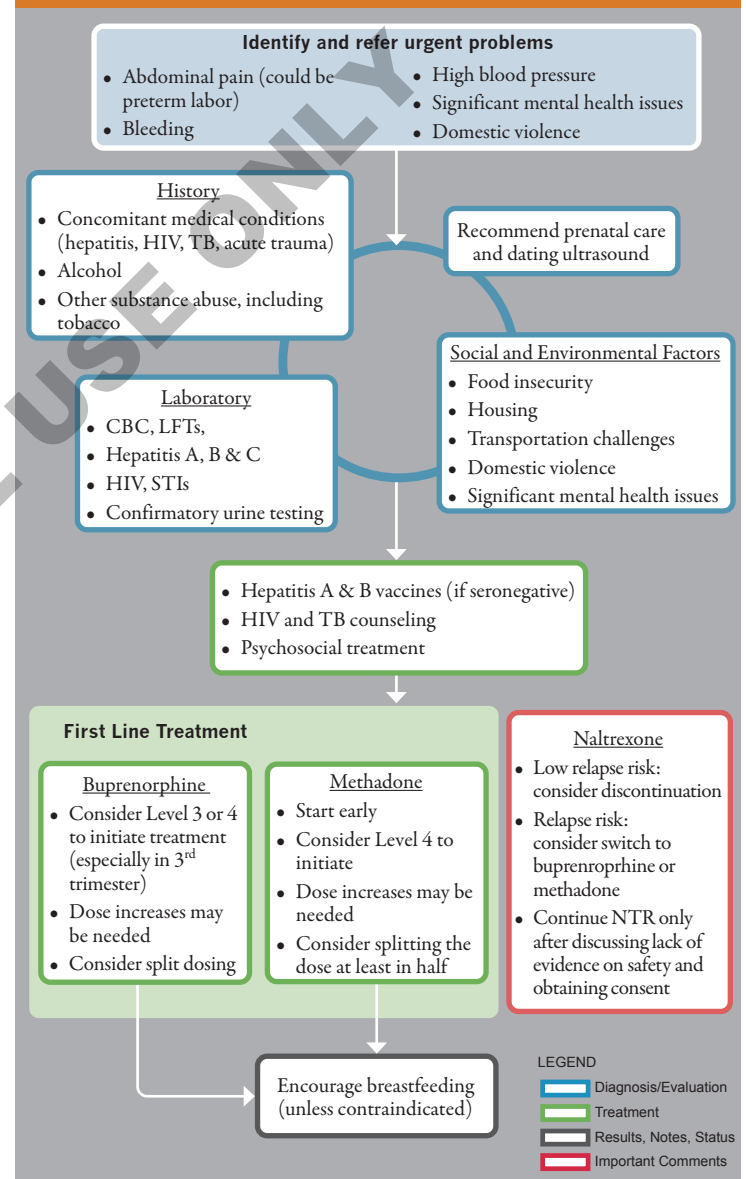 Identify and refer urgent problems
• Abdominal pain (could be
preterm labor)
• Bleeding
• High blood pressure
• Significant mental health issues
• Domestic violence
History
• Concomitant medical conditions
(hepatitis, HIV, TB, acute trauma)
• Alcohol
• Other substance abuse, including
tobacco
Recommend prenatal care
and dating ultrasound
Laboratory
• CBC, LFTs,
• Hepatitis A, B & C
• HIV, STIs
• Confirmatory urine testing
Social and Environmental Factors
• Food insecurity
• Housing
• Transportation challenges
• Domestic violence
• Significant mental health issues
• Hepatitis A & B vaccines (if seronegative)
• HIV and TB counseling
• Psychosocial treatment
First Line Treatment
Buprenorphine
• Consider Level 3 or 4
to initiate treatment
(especially in 3rd
trimester)
• Dose increases may
be needed
• Consider split dosing
Methadone
• Start early
• Consider Level 4 to
initiate
• Dose increases may be
needed
• Consider splitting the
dose at least in half
Naltrexone
• Low relapse risk:
consider discontinuation
• Relapse risk:
consider switch to
buprenroprhine or
methadone
• Continue NTR only
after discussing lack of
evidence on safety and
obtaining consent
Encourage breastfeeding
(unless contraindicated)
LEGEND
Diagnosis/Evaluation
Treatment
Results, Notes, Status
Important Comments
USE ONLY